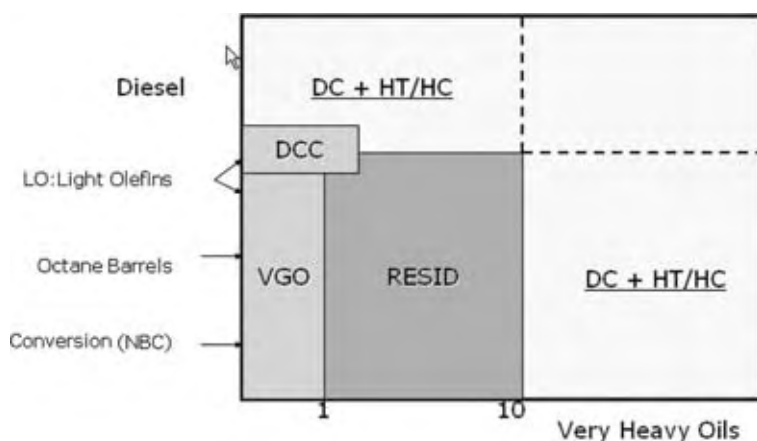 Diesel
DC + HT/HC
DCC
LO:Light Olefins
Octane Barrels
VGO
RESID
DC + HT/HC
Conversion (NBC)
1
10
Very Heavy Oils